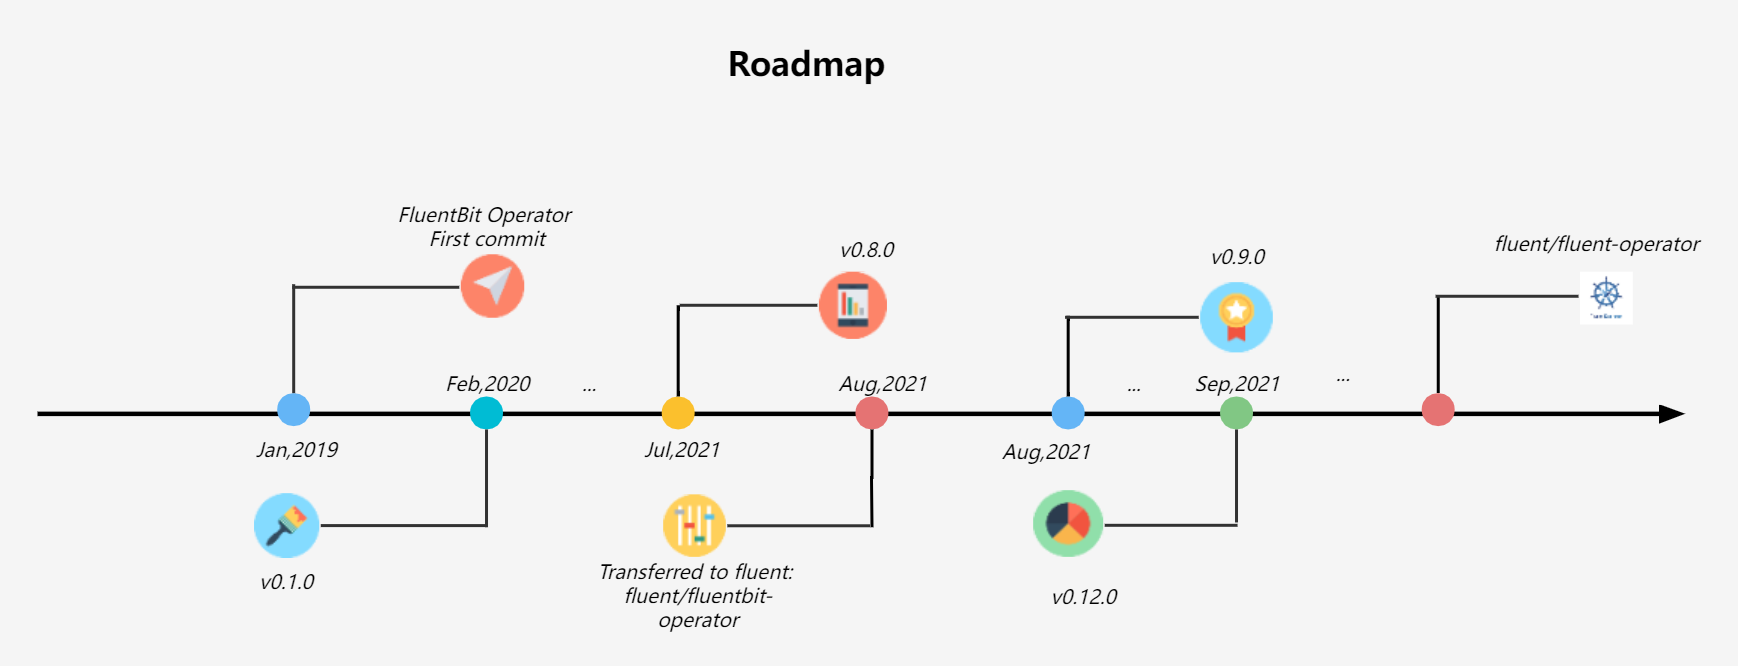 Roadmap
FluentBit Operator
First commit
v0.8.0
v0.9.0
fluent/fluent-operator
Feb,2020
...
Aug,2021
...
Sep,2021
...
Jan,2019
Jul,2021
Aug,2021
v0.1.0
Transferred to fluent:
fluent/fluentbit-
operator
v0.12.0